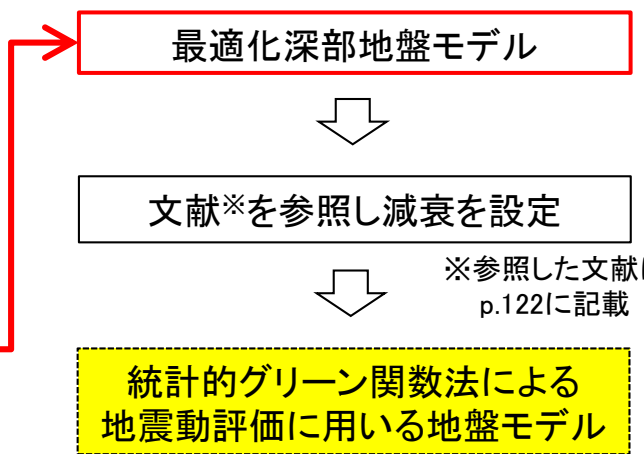 最適化深部地盤モデル
文献※を参照し減衰を設定
※参照した文献は
p.122に記載
統計的グリーン関数法による
地震動評価に用いる地盤モデル